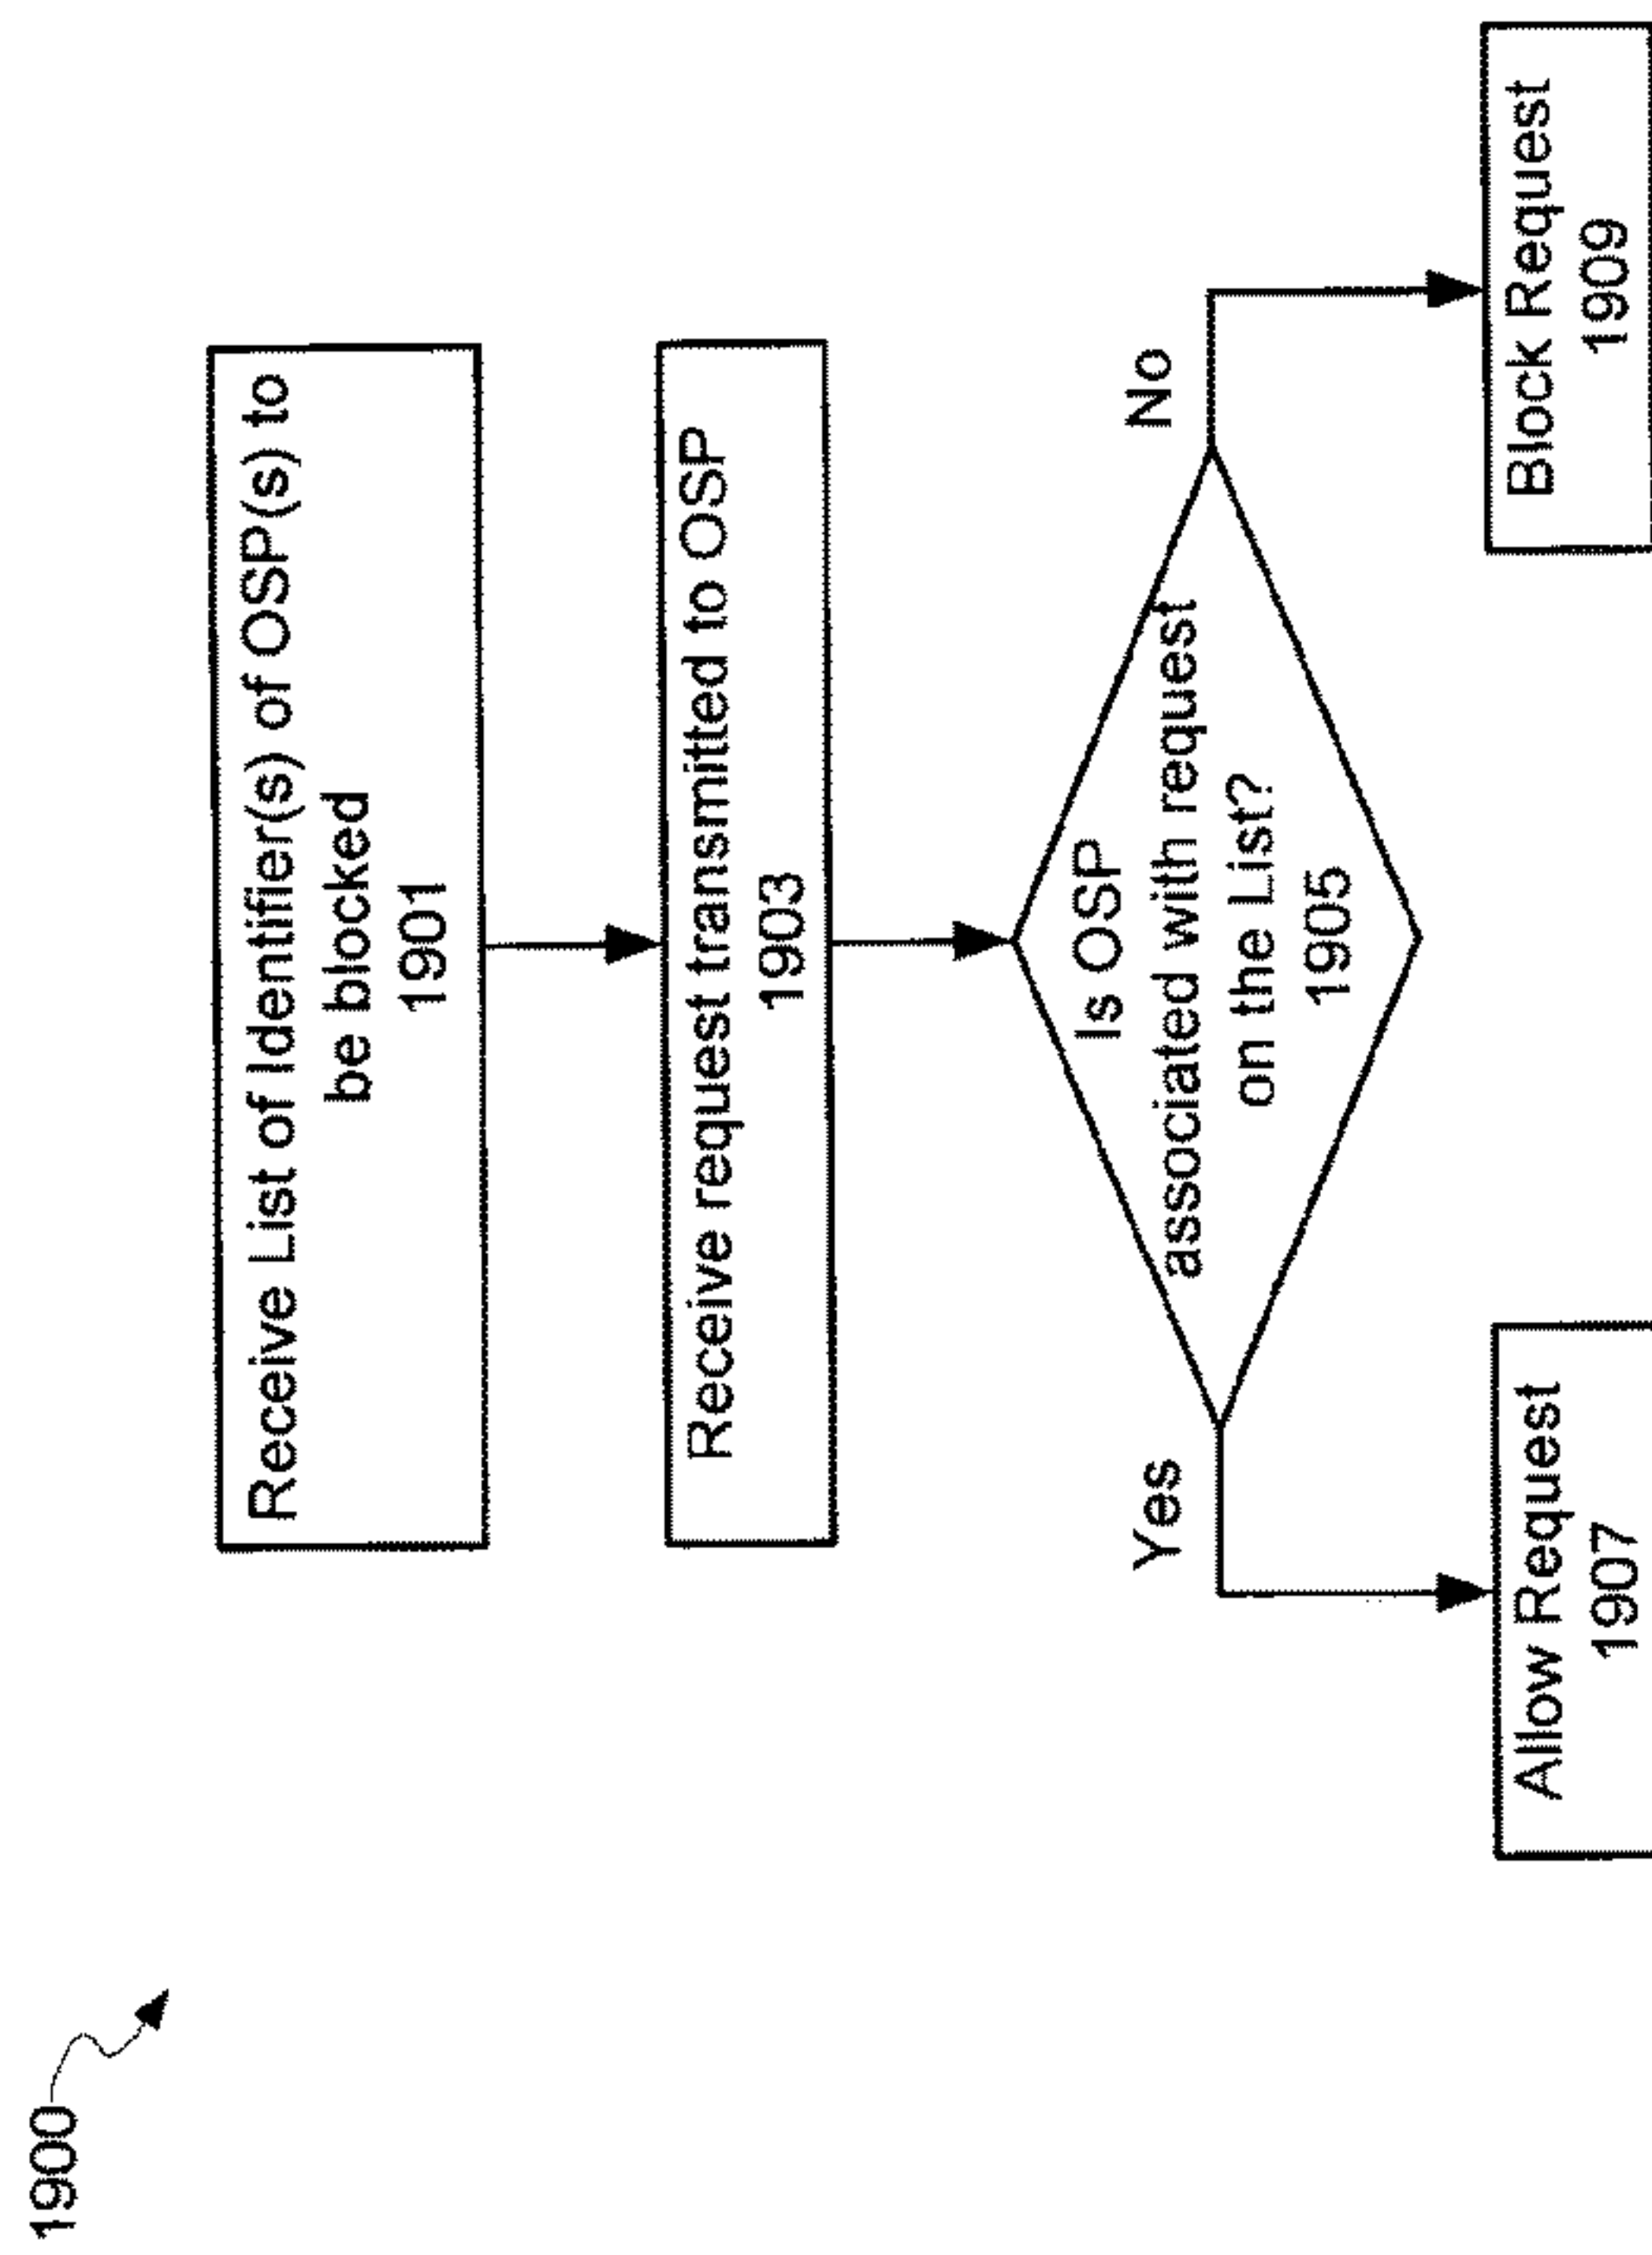 1900
Receive List of Identifier(s) of OSP(s) to
be blocked
1901
Receive request transmitted to OSP
1903
Is OSP
associated with request
on the List?
1905
Yes
No
Allow Request
1907
Block Request
1909